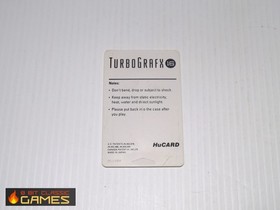 TURBOGRAFX 16
Notes:
• Don't bend, drop or subject to shock.
• Keep away from static electricity,
heat, water and direct sunlight.
• Please put back in the case after
you play.
HuCARD
8 BIT CLASSIC
GAMES